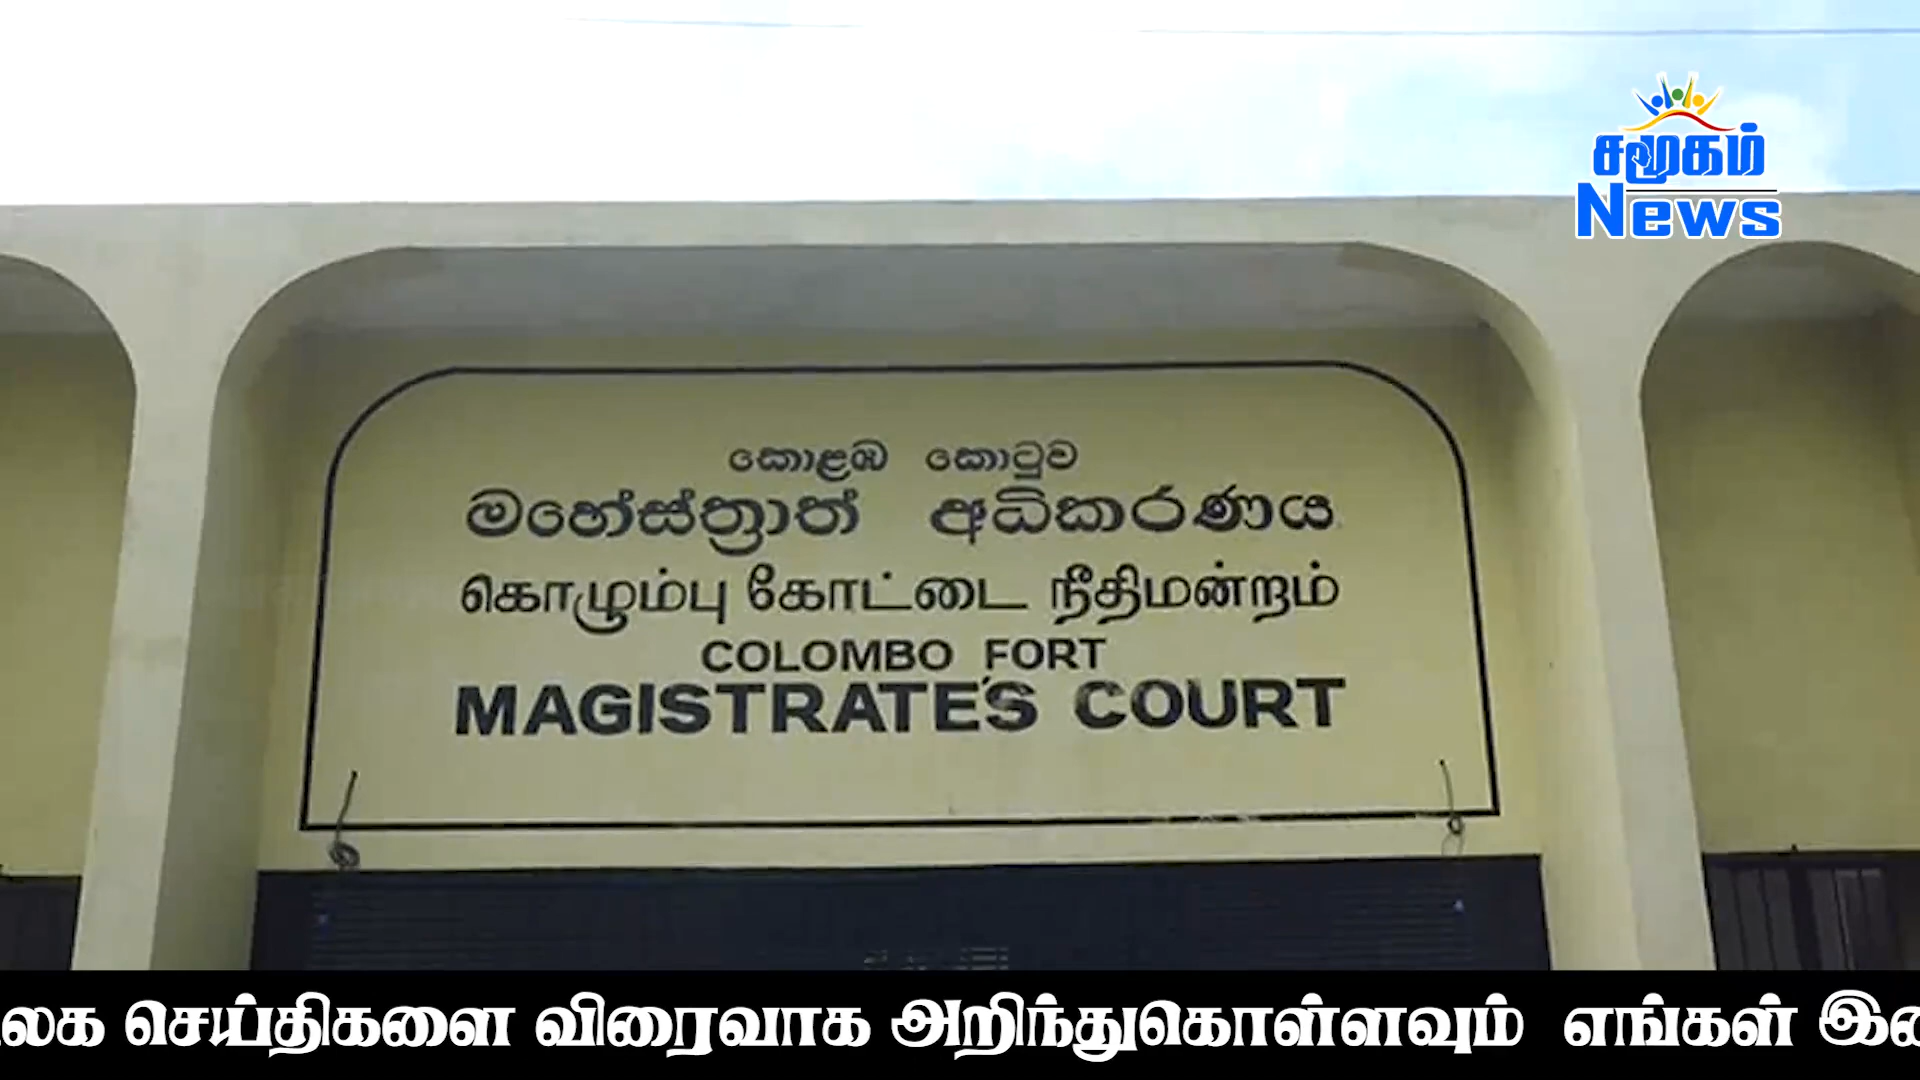 சமூகம்
News
කොළඹ කොටුව
මහේස්ත්‍රාත් අධිකරණය
கொழும்பு கோட்டை நீதிமன்றம்
COLOMBO FORT
MAGISTRATE'S COURT
செய்திகளை விரைவாக அறிந்துகொள்ளவும் எங்கள்